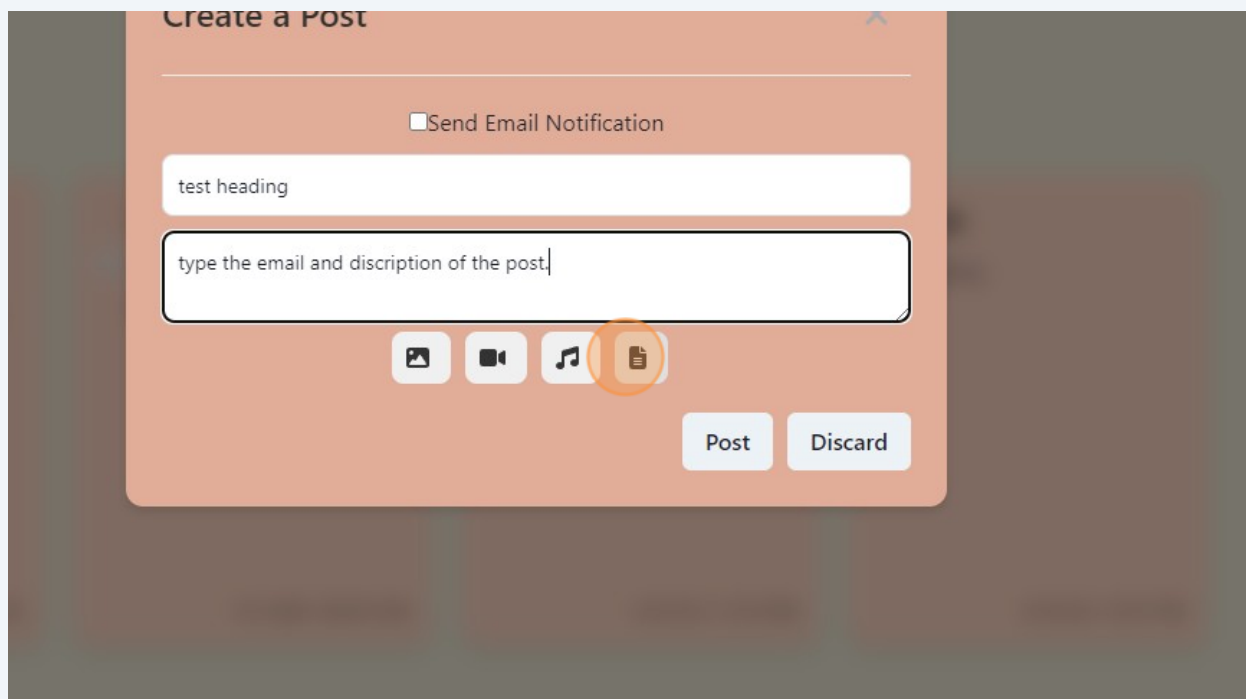 Create a Post
Send Email Notification
test heading
type the email and discription of the post.
Post Discard